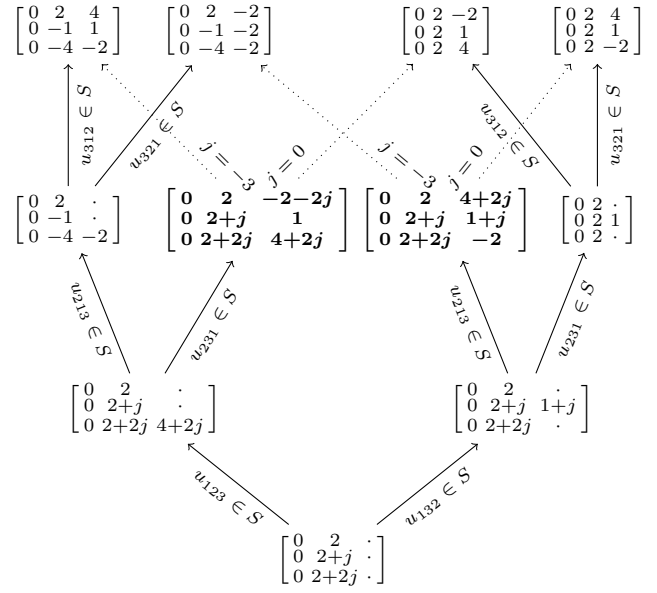 0 2 4
0 −1 1
0 −4 −2
0 2 −2
0 −1 −2
0 −4 −2
0 2 −2
0 2 1
0 2 4
0 2 4
0 2 1
0 2 −2
u312 ∈ S
u321 ∈ S
j = −3
j = 0
j = −3
j = 0
u312 ∈ S
u321 ∈ S
0 2 ·
0 −1 ·
0 −4 −2
0 2 −2−2j
0 2+j 1
0 2+2j 4+2j
0 2 4+2j
0 2+j 1+j
0 2+2j −2
0 2 ·
0 2 1
0 2 ·
u213 ∈ S
u231 ∈ S
u213 ∈ S
u231 ∈ S
0 2 ·
0 2+j ·
0 2+2j 4+2j
0 2 ·
0 2+j 1+j
0 2+2j ·
u123 ∈ S
u132 ∈ S
0 2 ·
0 2+j ·
0 2+2j ·